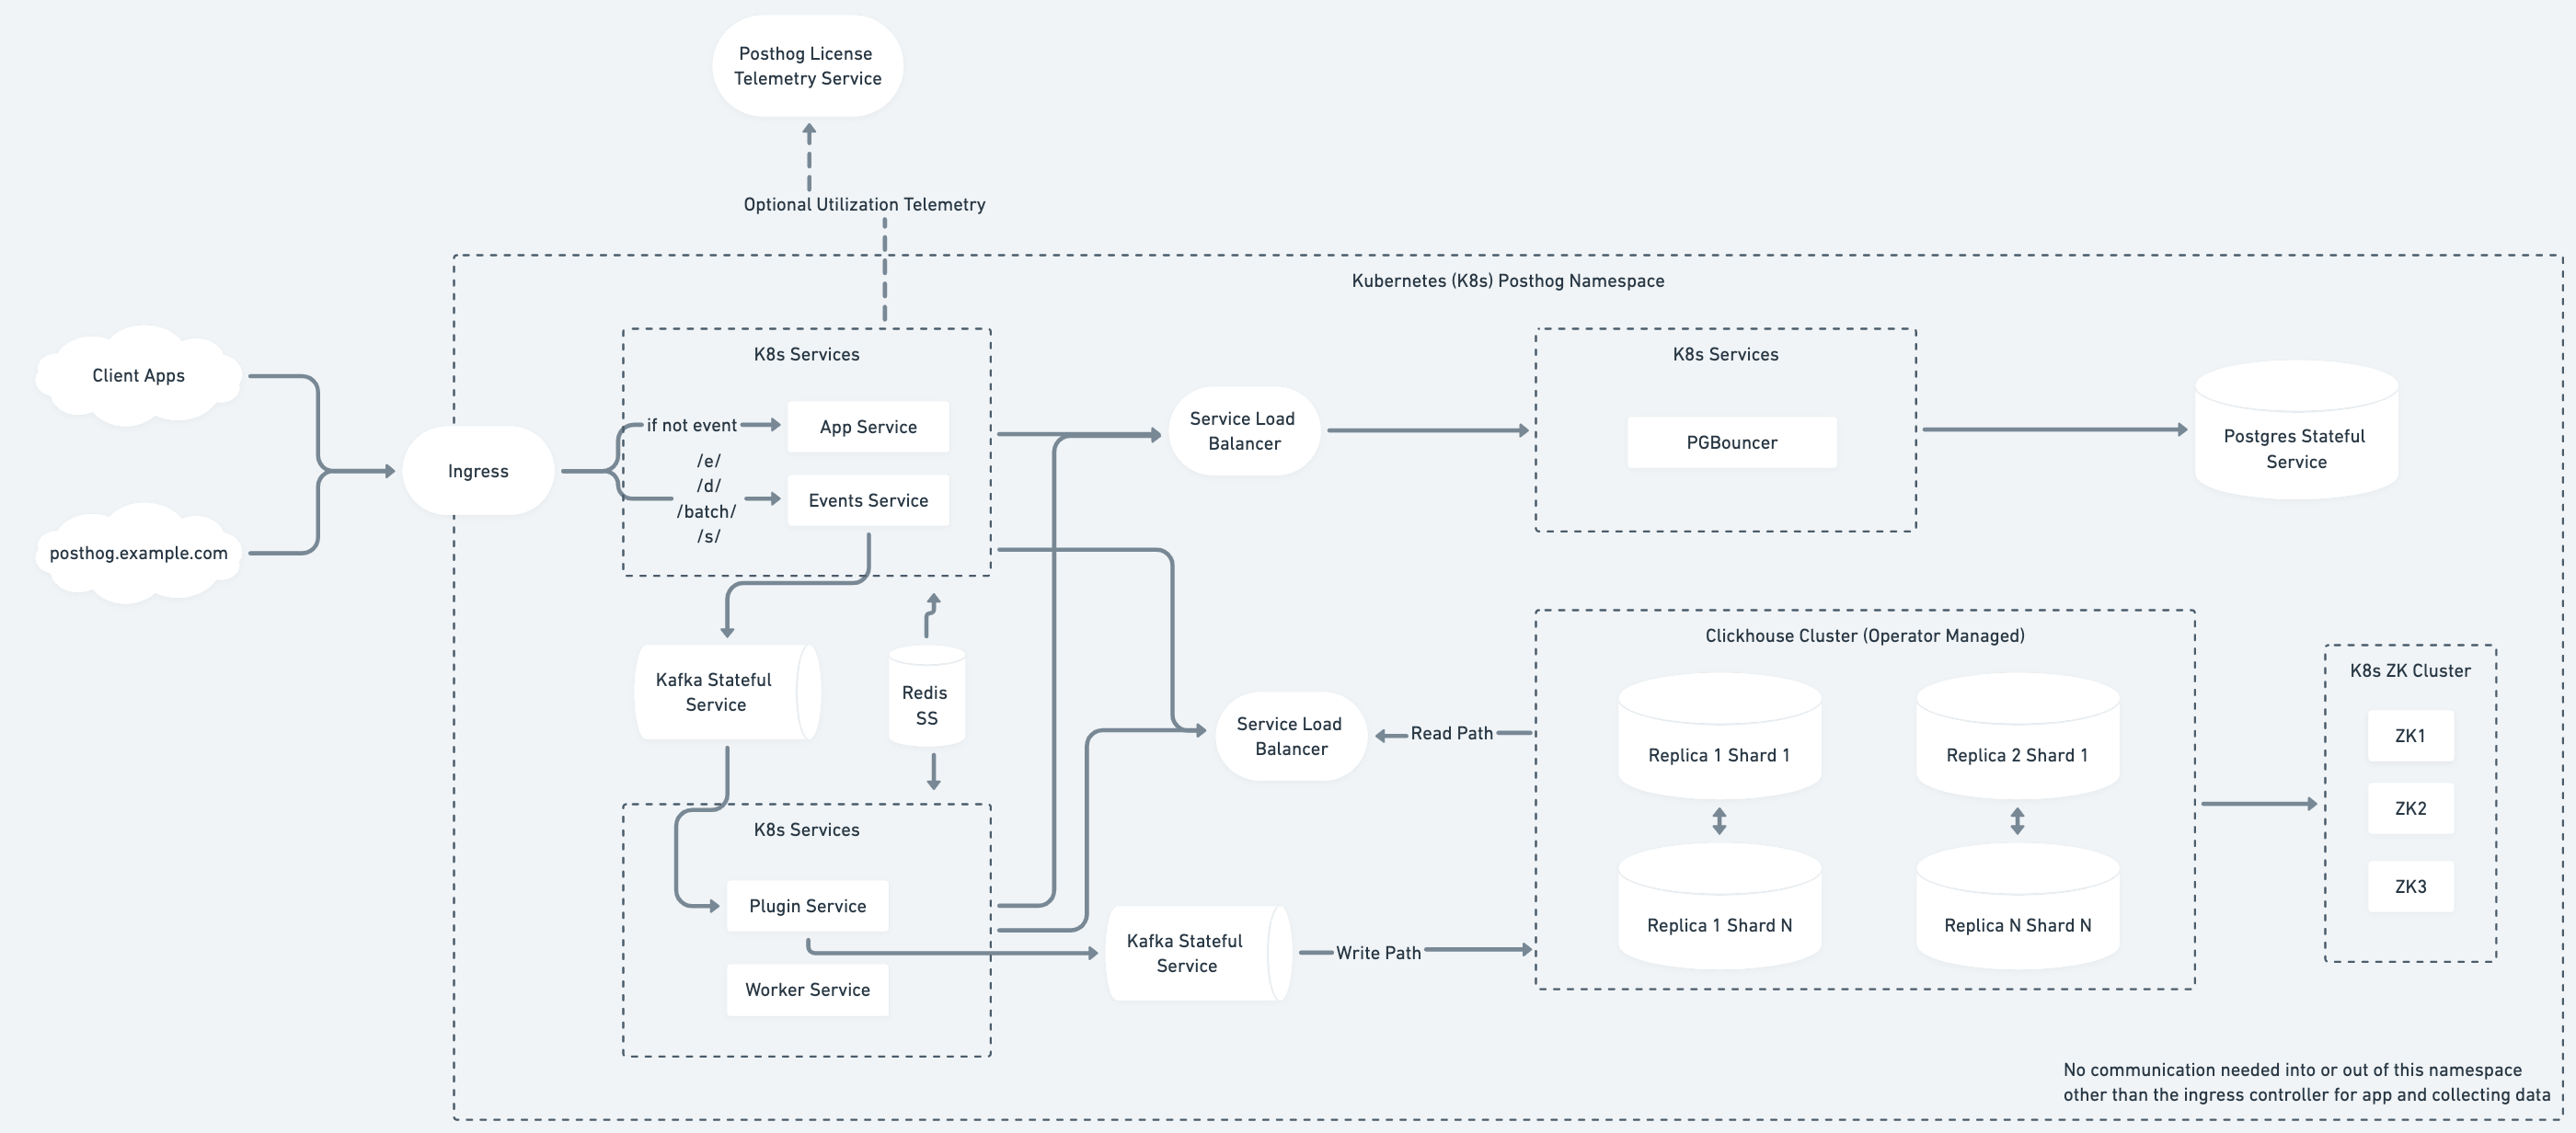 Posthog License
Telemetry Service
Optional Utilization Telemetry
Kubernetes (K8s) Posthog Namespace
Client Apps
posthog.example.com
Ingress
K8s Services
if not event
App Service
/e/
/d/
/batch/
/s/
Events Service
Service Load
Balancer
K8s Services
PGBouncer
Postgres Stateful
Service
Kafka Stateful
Service
Redis
SS
Service Load
Balancer
Read Path
Clickhouse Cluster (Operator Managed)
Replica 1 Shard 1
Replica 2 Shard 1
Replica 1 Shard N
Replica N Shard N
K8s ZK Cluster
ZK1
ZK2
ZK3
K8s Services
Plugin Service
Worker Service
Kafka Stateful
Service
Write Path
No communication needed into or out of this namespace
other than the ingress controller for app and collecting data